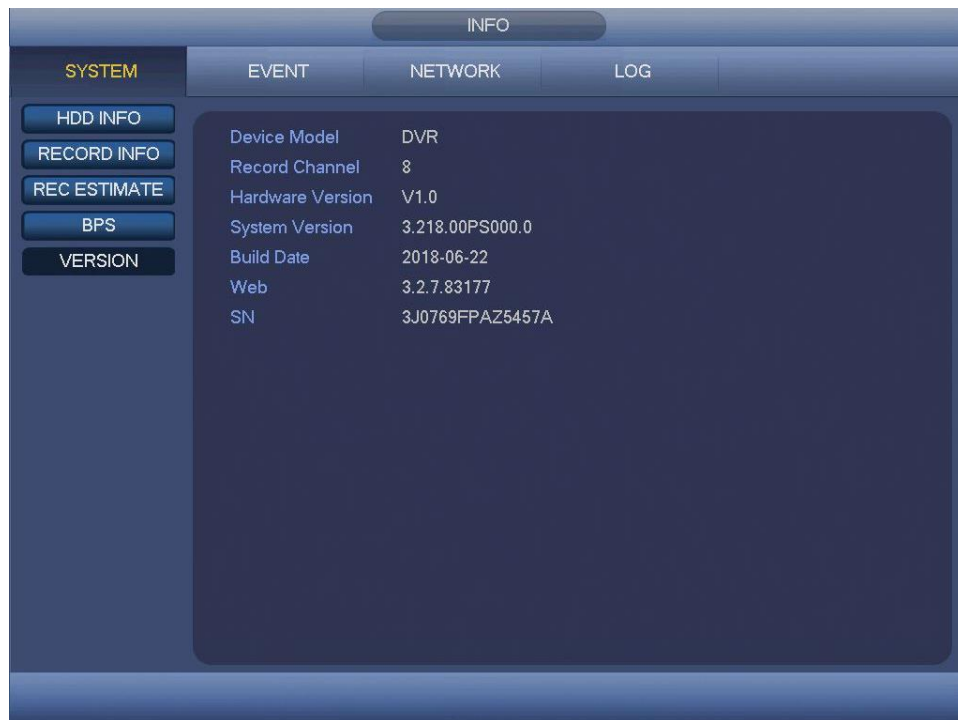 INFO
SYSTEM EVENT NETWORK LOG
HDD INFO
RECORD INFO
REC ESTIMATE
BPS
VERSION
Device Model DVR
Record Channel 8
Hardware Version V1.0
System Version 3.218.00PS000.0
Build Date 2018-06-22
Web 3.2.7.83177
SN 3J0769FPAZ5457A